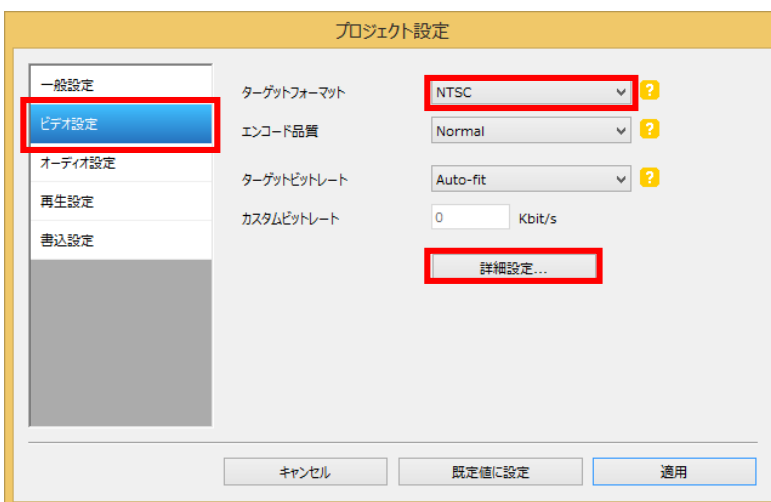 プロジェクト設定
一般設定
ビデオ設定
オーディオ設定
再生設定
書込設定
ターゲットフォーマット NTSC ?
エンコード品質 Normal ?
ターゲットビットレート Auto-fit ?
カスタムビットレート 0 Kbit/s
詳細設定...
キャンセル 既定値に設定 適用